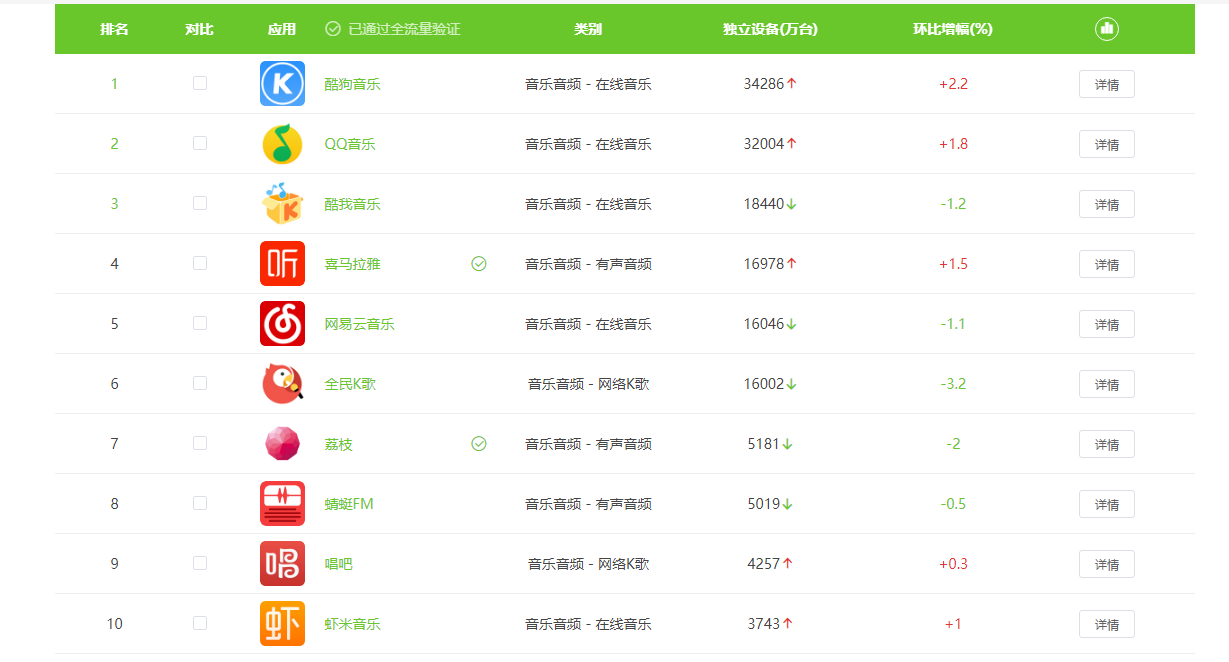 排名 对比 应用 已通过全流量验证 类别 独立设备(万台) 环比增幅(%)
1 K 酷狗音乐 音乐音频 - 在线音乐 34286↑ +2.2 详情
2 QQ音乐 音乐音频 - 在线音乐 32004↑ +1.8 详情
3 K 酷我音乐 音乐音频 - 在线音乐 18440↓ -1.2 详情
4 听 喜马拉雅 音乐音频 - 有声音频 16978↑ +1.5 详情
5 网易云音乐 音乐音频 - 在线音乐 16046↓ -1.1 详情
6 全民K歌 音乐音频 - 网络K歌 16002↓ -3.2 详情
7 荔枝 音乐音频 - 有声音频 5181↓ -2 详情
8 蜻蜓FM 音乐音频 - 有声音频 5019↓ -0.5 详情
9 唱 唱吧 音乐音频 - 网络K歌 4257↑ +0.3 详情
10 虾 虾米音乐 音乐音频 - 在线音乐 3743↑ +1 详情